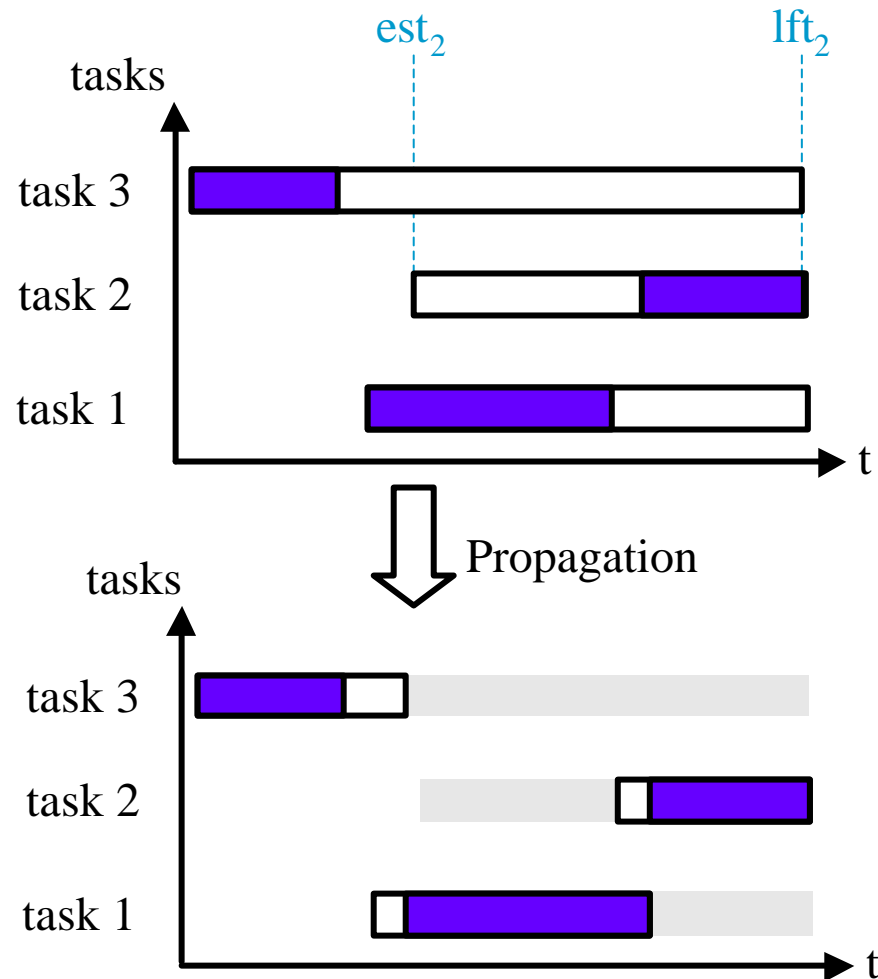 est₂ lft₂
tasks
task 3
task 2
task 1
t
Propagation
tasks
task 3
task 2
task 1
t